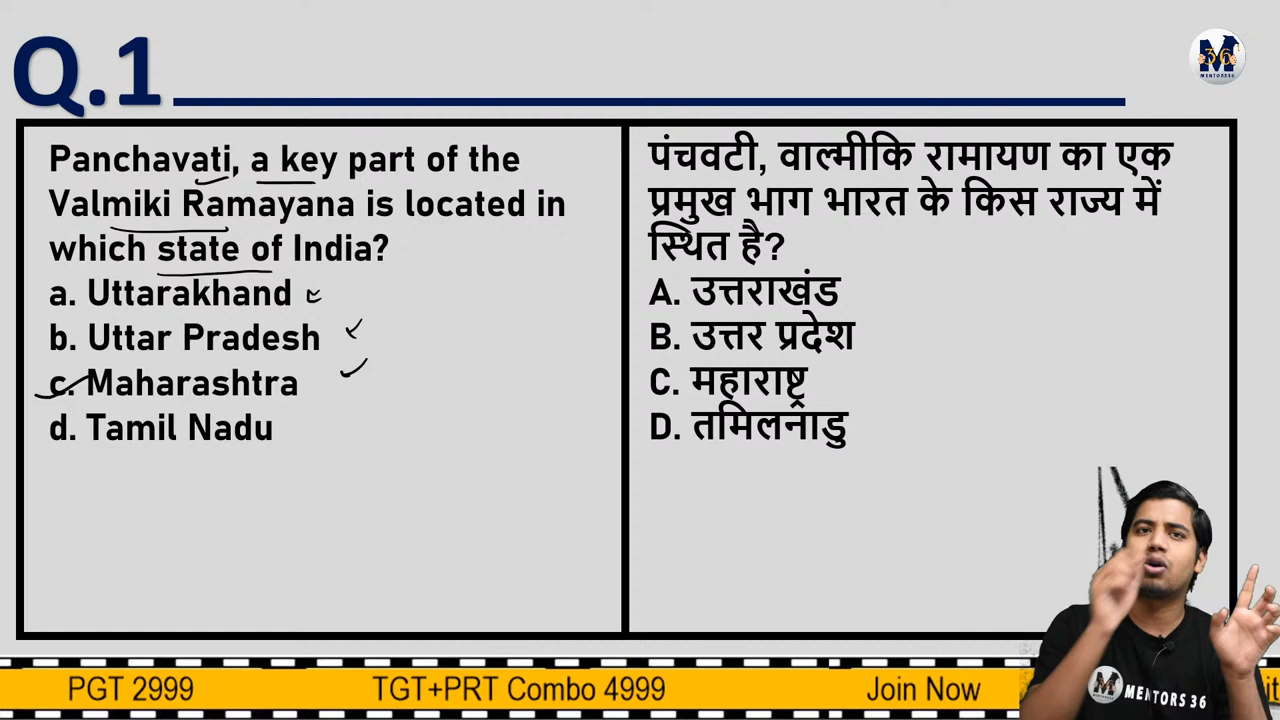 Q.1
M
36
MENTORS36
Panchavati, a key part of the
Valmiki Ramayana is located in
which state of India?
a. Uttarakhand
b. Uttar Pradesh
c. Maharashtra
d. Tamil Nadu
पंचवटी, वाल्मीकि रामायण का एक
प्रमुख भाग भारत के किस राज्य में
स्थित है?
A. उत्तराखंड
B. उत्तर प्रदेश
C. महाराष्ट्र
D. तमिलनाडु
MENTORS 36
PGT 2999
TGT+PRT Combo 4999
Join Now